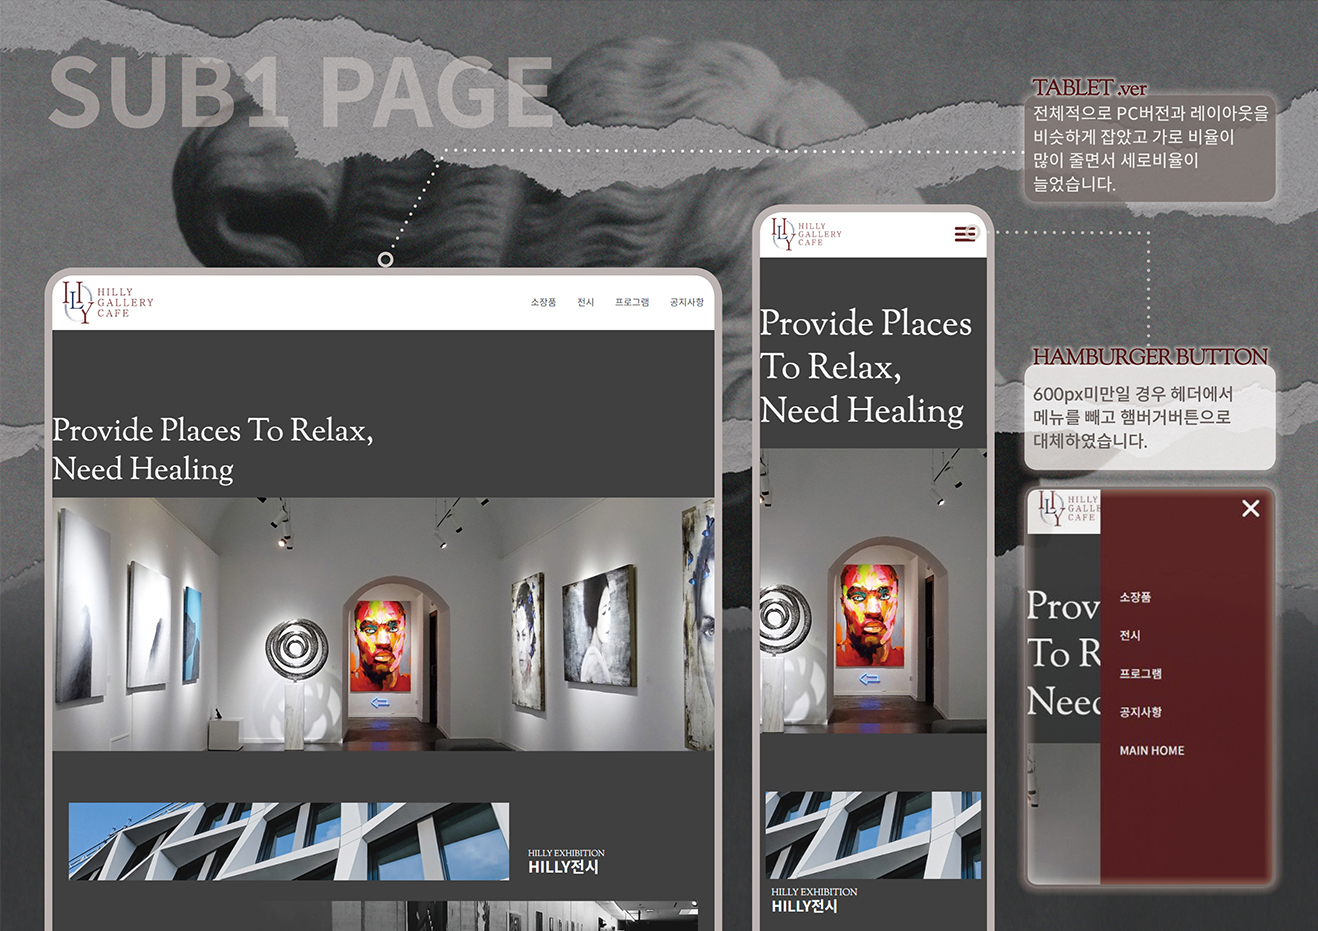 SUB1 PAGE
TABLET .ver
전체적으로 PC버전과 레이아웃을
비슷하게 잡았고 가로 비율이
많이 줄면서 세로비율이
늘었습니다.
HILLY
GALLERY
CAFE
소장품 전시 프로그램 공지사항
Provide Places To Relax,
Need Healing
HILLY EXHIBITION
HILLY전시
HILLY
GALLERY
CAFE
Provide Places
To Relax,
Need Healing
HILLY EXHIBITION
HILLY전시
HAMBURGER BUTTON
600px미만일 경우 헤더에서
메뉴를 빼고 햄버거버튼으로
대체하였습니다.
HILLY
GALLE
CAFE
Prov
To R
Need
소장품
전시
프로그램
공지사항
MAIN HOME